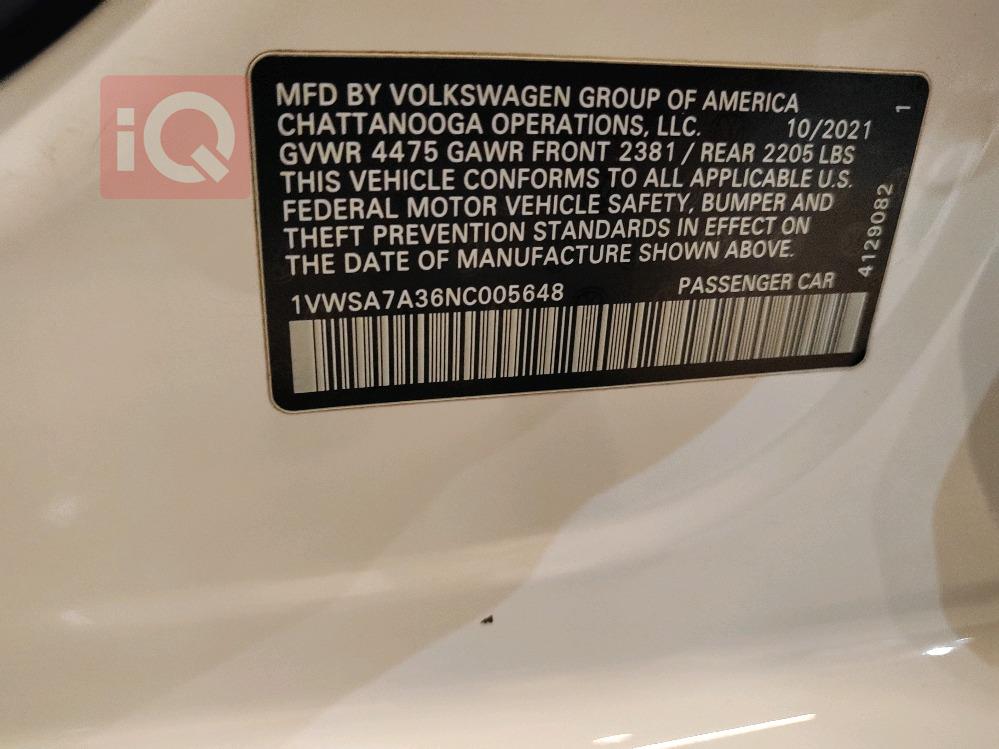 iQ
MFD BY VOLKSWAGEN GROUP OF AMERICA
CHATTANOOGA OPERATIONS, LLC. 10/2021
GVWR 4475 GAWR FRONT 2381 / REAR 2205 LBS
THIS VEHICLE CONFORMS TO ALL APPLICABLE U.S.
FEDERAL MOTOR VEHICLE SAFETY, BUMPER AND
THEFT PREVENTION STANDARDS IN EFFECT ON
THE DATE OF MANUFACTURE SHOWN ABOVE.
1VWSA7A36NC005648 PASSENGER CAR
4129082 1